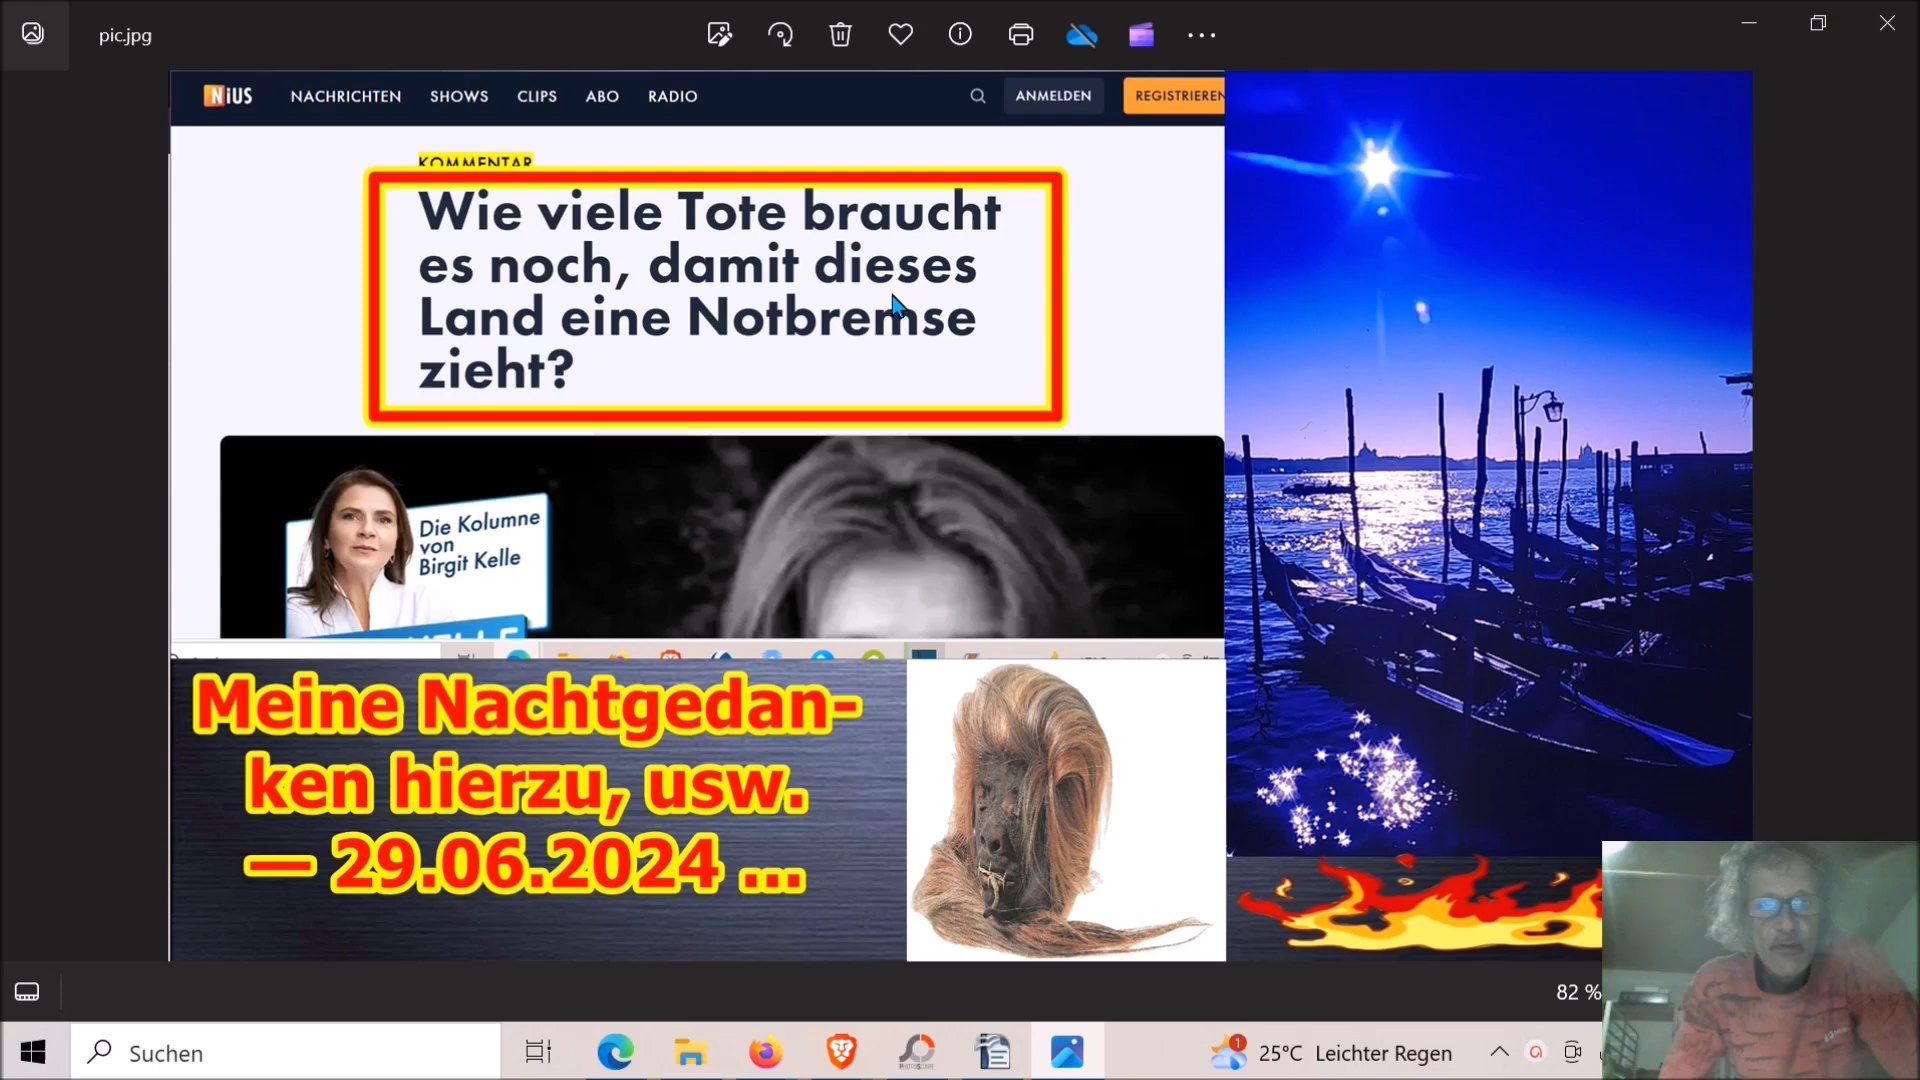 pic.jpg
NiUS NACHRICHTEN SHOWS CLIPS ABO RADIO ANMELDEN REGISTRIEREN
KOMMENTAR
Wie viele Tote braucht
es noch, damit dieses
Land eine Notbremse
zieht?
Die Kolumne
von
Birgit Kelle
Meine Nachtgedan-
ken hierzu, usw.
— 29.06.2024 ...
82 %
Suchen
1
25°C Leichter Regen